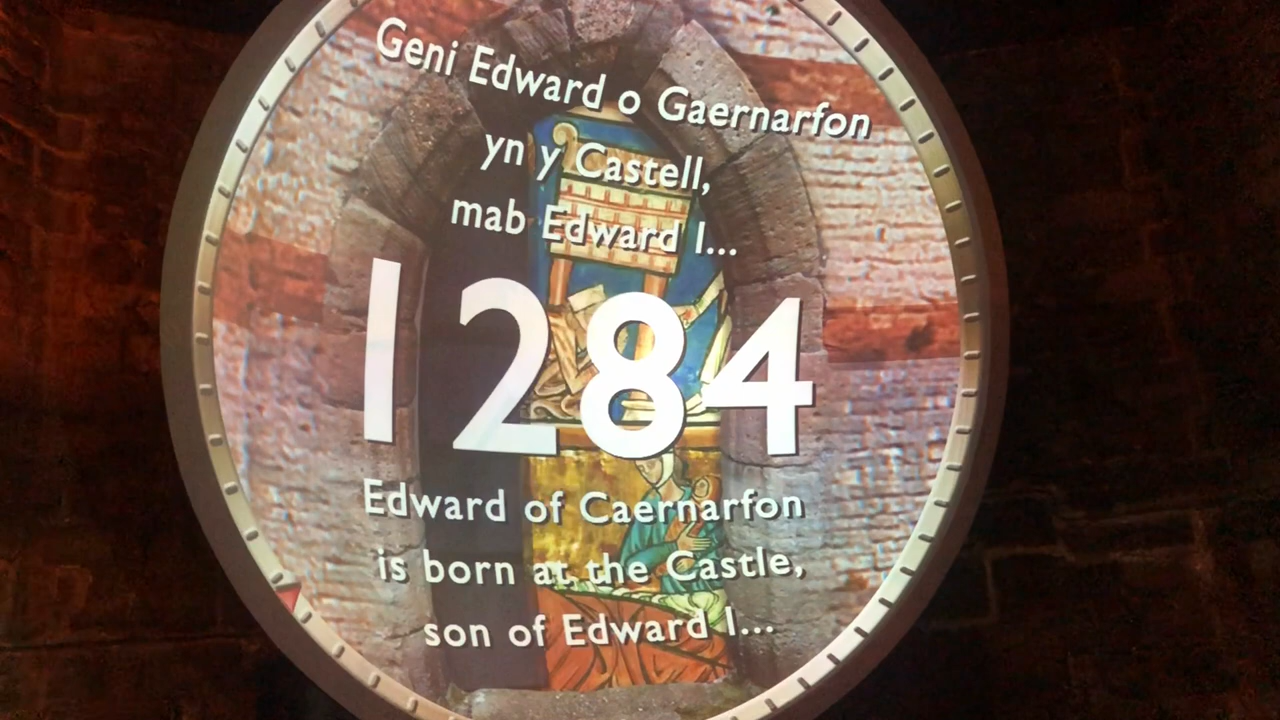 Geni Edward o Gaernarfon
yn y Castell,
mab Edward I...
1284
Edward of Caernarfon
is born at the Castle,
son of Edward I...